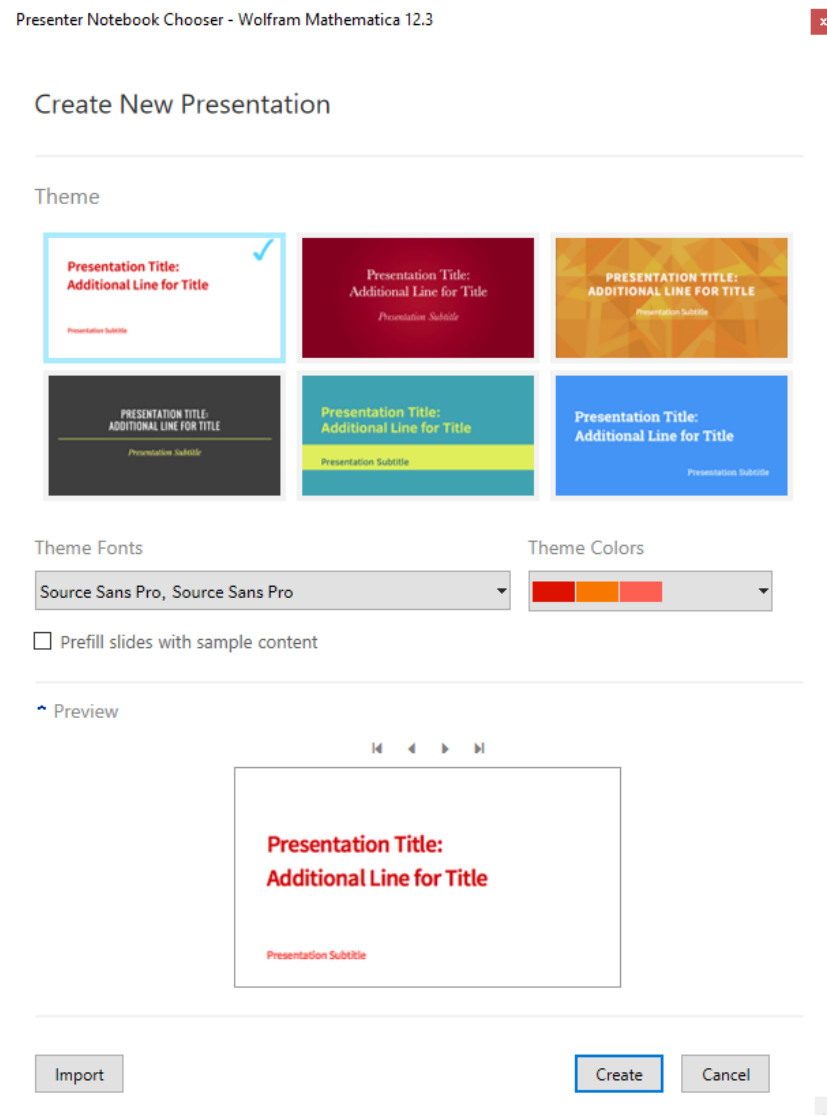 Presenter Notebook Chooser - Wolfram Mathematica 12.3
x
Create New Presentation
Theme
Presentation Title:
Additional Line for Title
Presentation Subtitle
Presentation Title:
Additional Line for Title
Presentation Subtitle
PRESENTATION TITLE:
ADDITIONAL LINE FOR TITLE
Presentation Subtitle
PRESENTATION TITLE:
ADDITIONAL LINE FOR TITLE
Presentation Subtitle
Presentation Title:
Additional Line for Title
Presentation Subtitle
Presentation Title:
Additional Line for Title
Presentation Subtitle
Theme Fonts
Theme Colors
Source Sans Pro, Source Sans Pro
Prefill slides with sample content
Preview
Presentation Title:
Additional Line for Title
Presentation Subtitle
Import
Create
Cancel